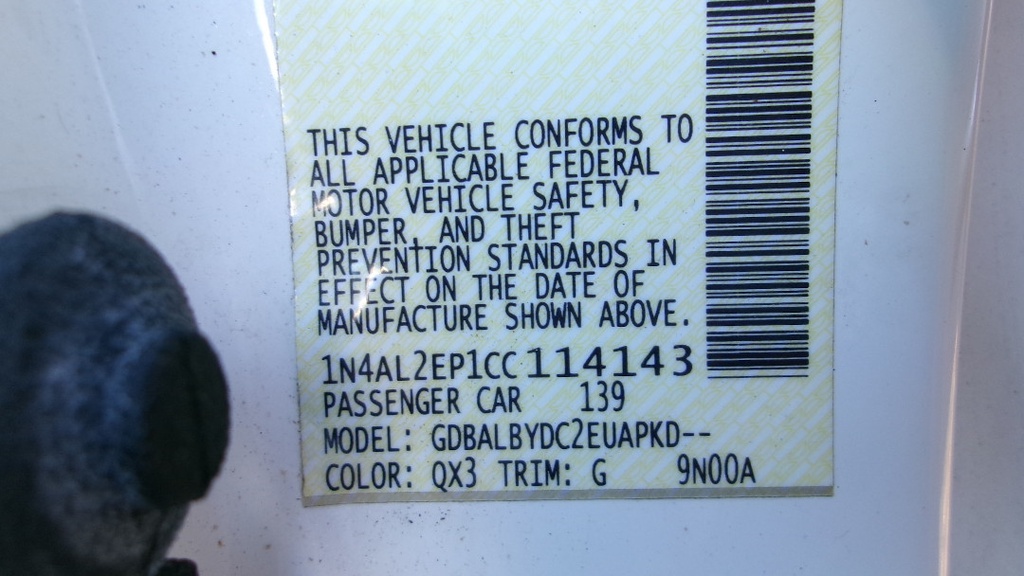 THIS VEHICLE CONFORMS TO
ALL APPLICABLE FEDERAL
MOTOR VEHICLE SAFETY,
BUMPER, AND THEFT
PREVENTION STANDARDS IN
EFFECT ON THE DATE OF
MANUFACTURE SHOWN ABOVE.
1N4AL2EP1CC114143
PASSENGER CAR 139
MODEL: GDBALBYDC2EUAPKD--
COLOR: QX3 TRIM: G 9N00A